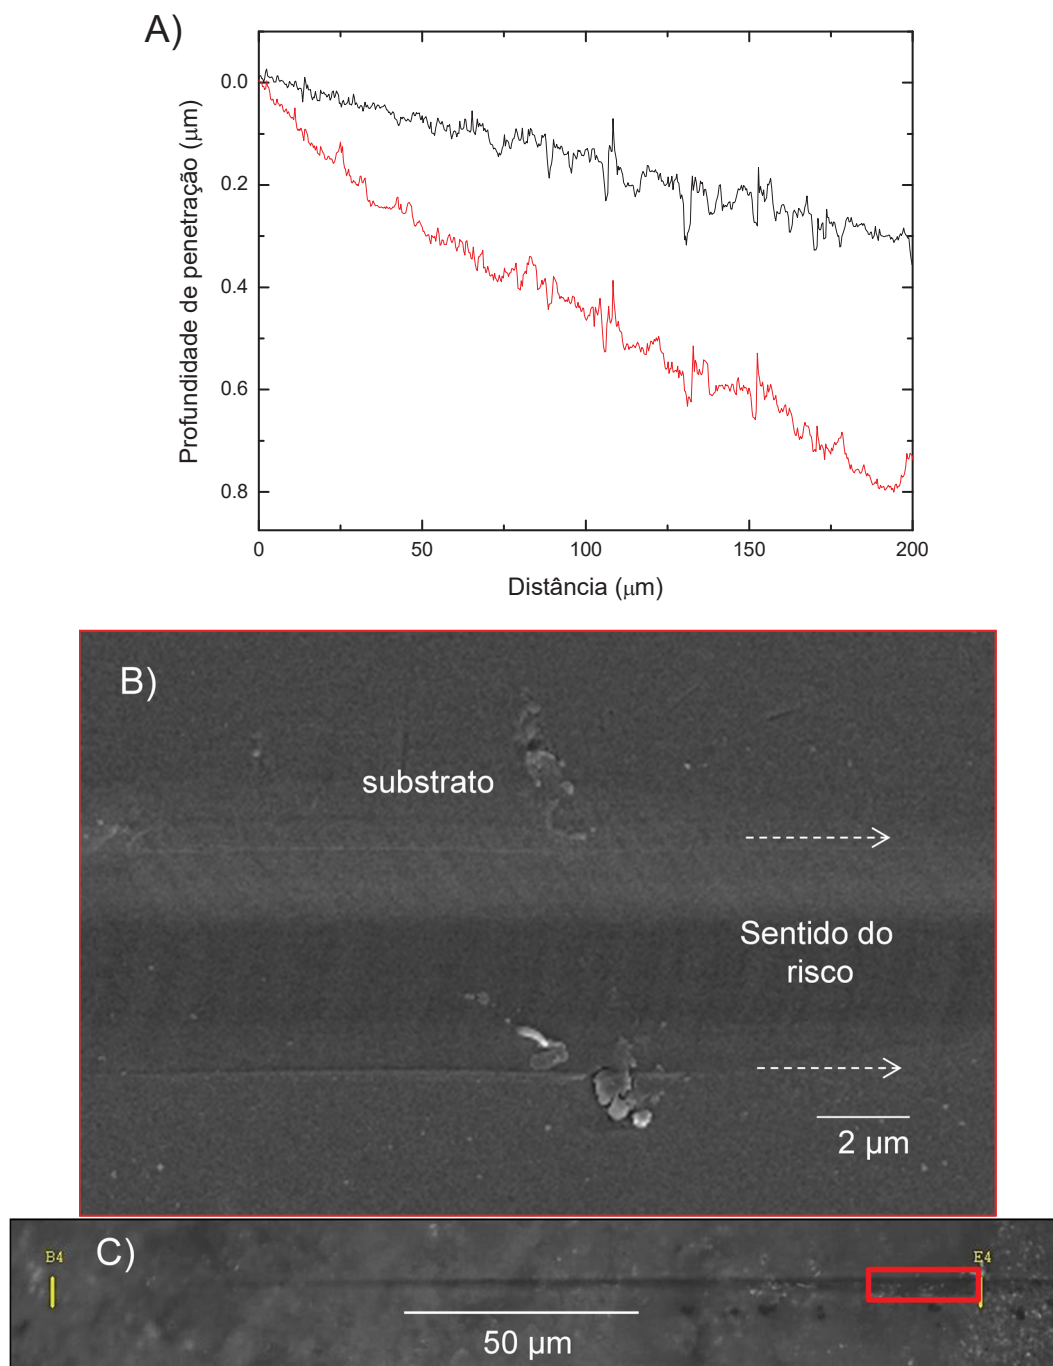 A)
0.0
0.2
0.4
0.6
0.8
Profundidade de penetração (μm)
0
50
100
150
200
Distância (μm)
B)
substrato
Sentido do
risco
2 μm
B4
C)
E4
50 μm